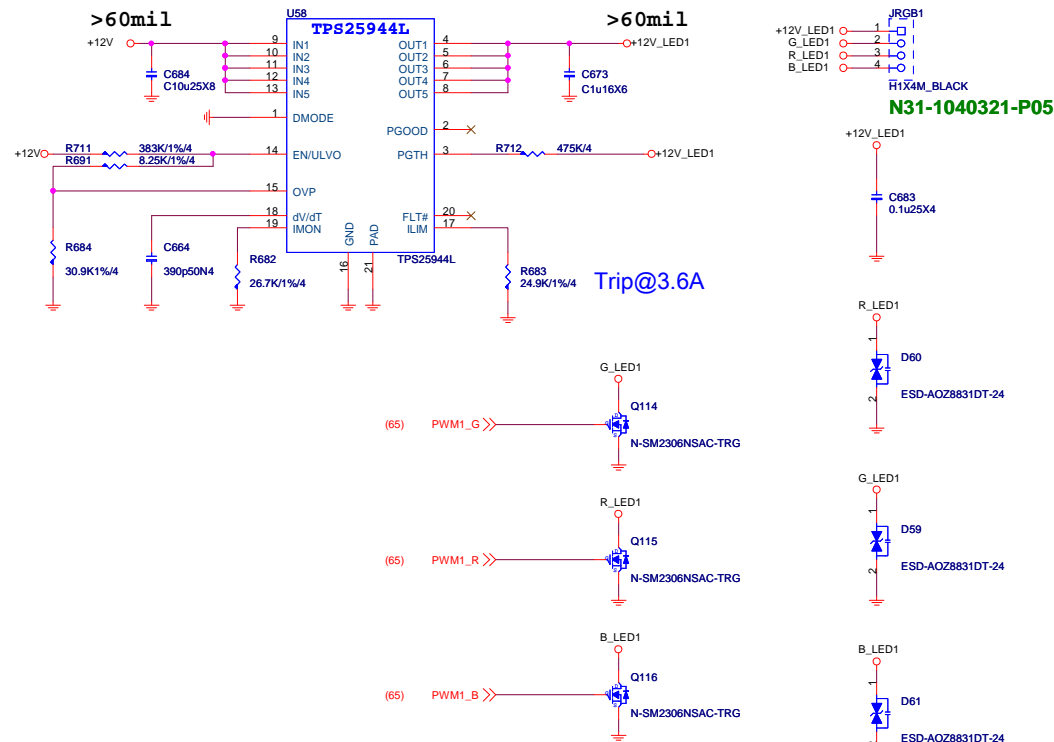 >60mil
U58
TPS25944L
>60mil
+12V
C684
C10u25X8
9 IN1
10 IN2
11 IN3
12 IN4
13 IN5
OUT1 4
OUT2 5
OUT3 6
OUT4 7
OUT5 8
+12V_LED1
C673
C1u16X6
1 DMODE
PGOOD 2
+12V
R711 383K/1%/4
R691 8.25K/1%/4
14 EN/ULVO
PGTH 3
R712 475K/4
+12V_LED1
15 OVP
18 dV/dT
19 IMON
FLT# 20
ILIM 17
GND
PAD
16
21
TPS25944L
R684
30.9K1%/4
C664
390p50N4
R682
26.7K/1%/4
R683
24.9K/1%/4
Trip@3.6A
JRGB1
+12V_LED1 1
G_LED1 2
R_LED1 3
B_LED1 4
H1X4M_BLACK
N31-1040321-P05
+12V_LED1
C683
0.1u25X4
R_LED1
1
D60
ESD-AOZ8831DT-24
2
G_LED1
Q114
(65) PWM1_G
N-SM2306NSAC-TRG
G_LED1
1
D59
ESD-AOZ8831DT-24
2
R_LED1
Q115
(65) PWM1_R
N-SM2306NSAC-TRG
B_LED1
Q116
(65) PWM1_B
N-SM2306NSAC-TRG
B_LED1
1
D61
ESD-AOZ8831DT-24